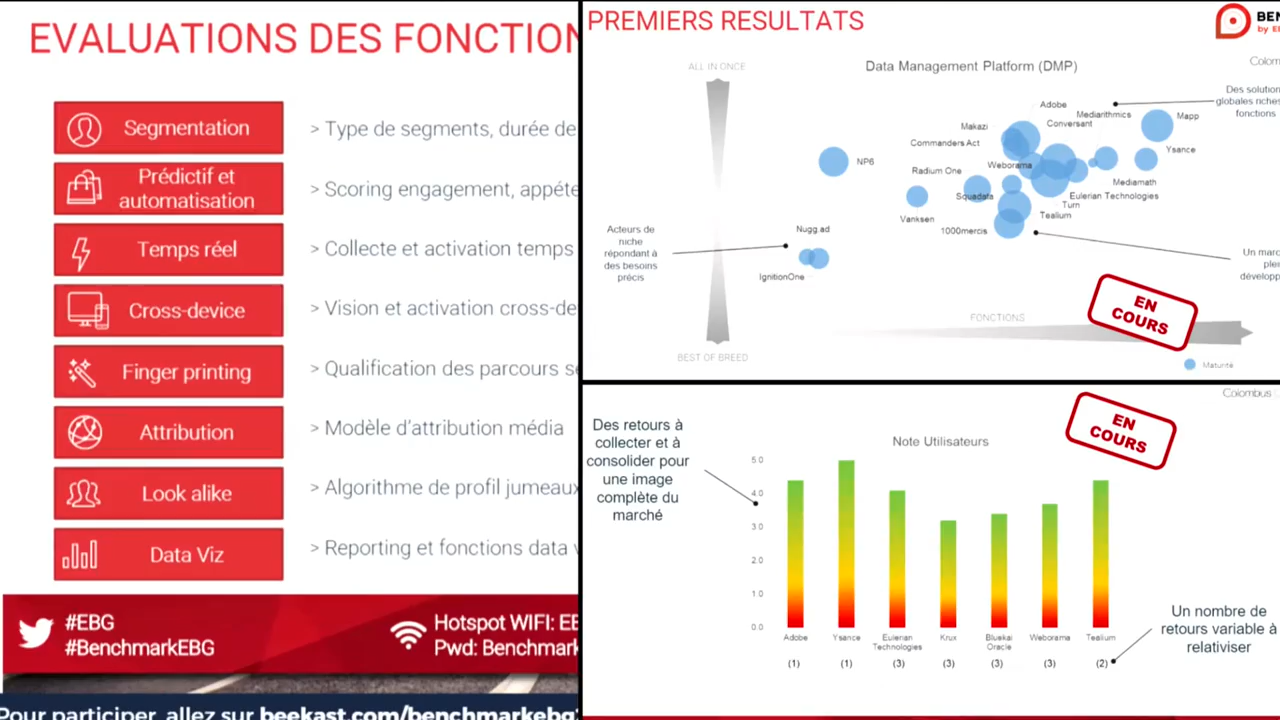 EVALUATIONS DES FONCTION
Segmentation
> Type de segments, durée de
Prédictif et
automatisation
> Scoring engagement, appéte
Temps réel
> Collecte et activation temps
Cross-device
> Vision et activation cross-de
Finger printing
> Qualification des parcours s
Attribution
> Modèle d'attribution média
Look alike
> Algorithme de profil jumeaux
Data Viz
> Reporting et fonctions data v
#EBG
#BenchmarkEBG
Hotspot WIFI: EB
Pwd: Benchmark
Pour participer, allez sur beekast.com/benchmarkebg
PREMIERS RESULTATS
BEN
by E
Colom
Data Management Platform (DMP)
ALL IN ONCE
Des solution
globales riches
fonctions
Adobe
Mediarithmics
Mapp
Makazi
Conversant
Commanders Act
Ysance
NP6
Weborama
Radium One
Mediamath
Squadata
Eulerian Technologies
Turn
Vanksen
Tealium
Nugg.ad
1000mercis
Acteurs de
niche
répondant à
des besoins
précis
IgnitionOne
Un marc
plei
développ
EN
COURS
FONCTIONS
BEST OF BREED
Maturité
Colombus
Des retours à
collecter et à
consolider pour
une image
complète du
marché
EN
COURS
Note Utilisateurs
5.0
4.0
3.0
2.0
1.0
0.0
Adobe
Ysance
Eulerian
Technologies
Krux
Bluekai
Oracle
Weborama
Tealium
(1)
(1)
(3)
(3)
(3)
(3)
(2)
Un nombre de
retours variable à
relativiser